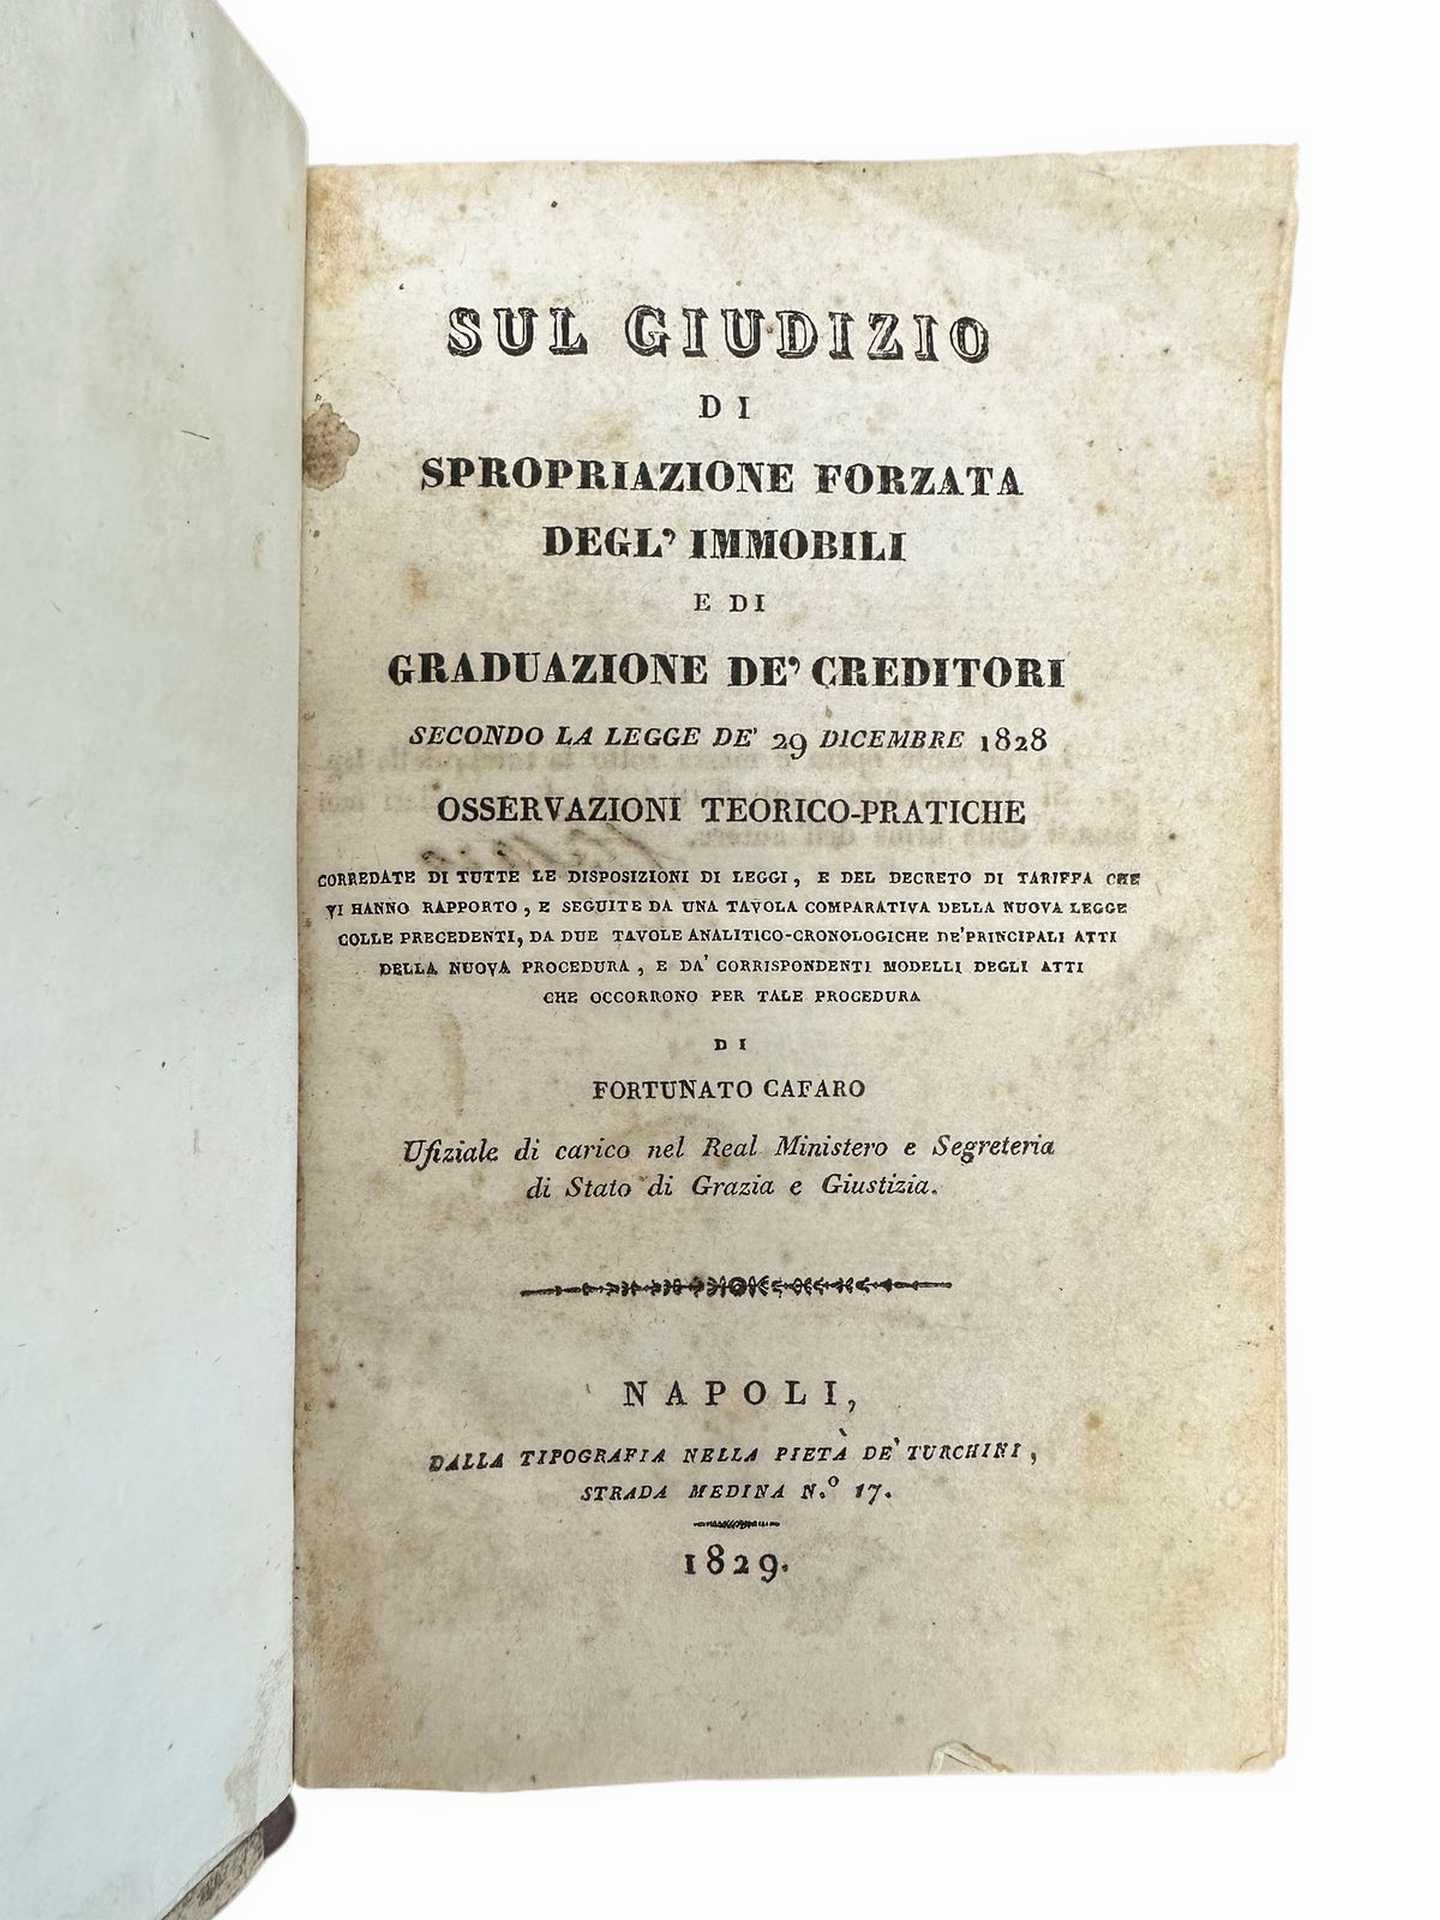 SUL GIUDIZIO
DI
SPROPRIAZIONE FORZATA
DEGL' IMMOBILI
E DI
GRADUAZIONE DE' CREDITORI
SECONDO LA LEGGE DE' 29 DICEMBRE 1828
OSSERVAZIONI TEORICO-PRATICHE
CORREDATE DI TUTTE LE DISPOSIZIONI DI LEGGI, E DEL DECRETO DI TARIFFA CHE
VI HANNO RAPPORTO, E SEGUITE DA UNA TAVOLA COMPARATIVA DELLA NUOVA LEGGE
COLLE PRECEDENTI, DA DUE TAVOLE ANALITICO-CRONOLOGICHE DE' PRINCIPALI ATTI
DELLA NUOVA PROCEDURA, E DA' CORRISPONDENTI MODELLI DEGLI ATTI
CHE OCCORRONO PER TALE PROCEDURA
DI
FORTUNATO CAFARO
Ufiziale di carico nel Real Ministero e Segreteria
di Stato di Grazia e Giustizia.
NAPOLI,
DALLA TIPOGRAFIA NELLA PIETÀ DE' TURCHINI,
STRADA MEDINA N.º 17.
1829.